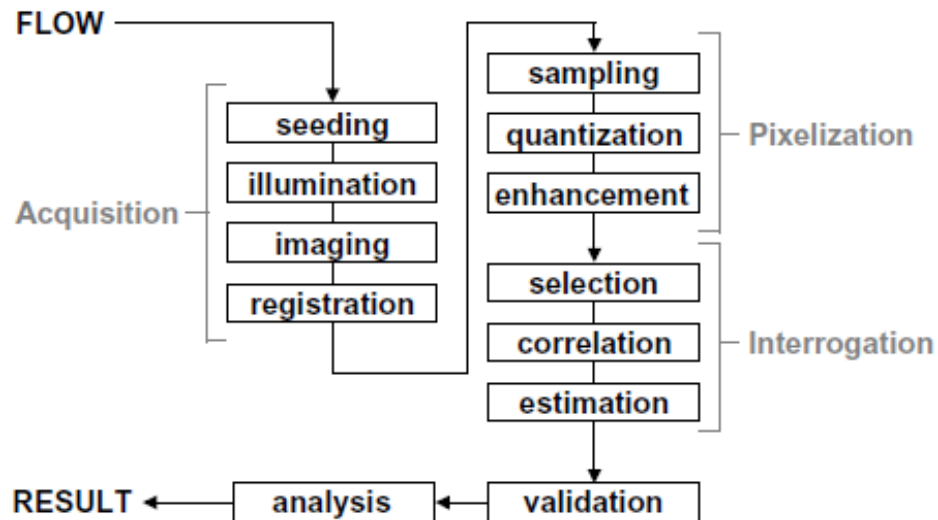 FLOW
Acquisition
seeding
illumination
imaging
registration
sampling
quantization
enhancement
Pixelization
selection
correlation
estimation
Interrogation
validation
analysis
RESULT